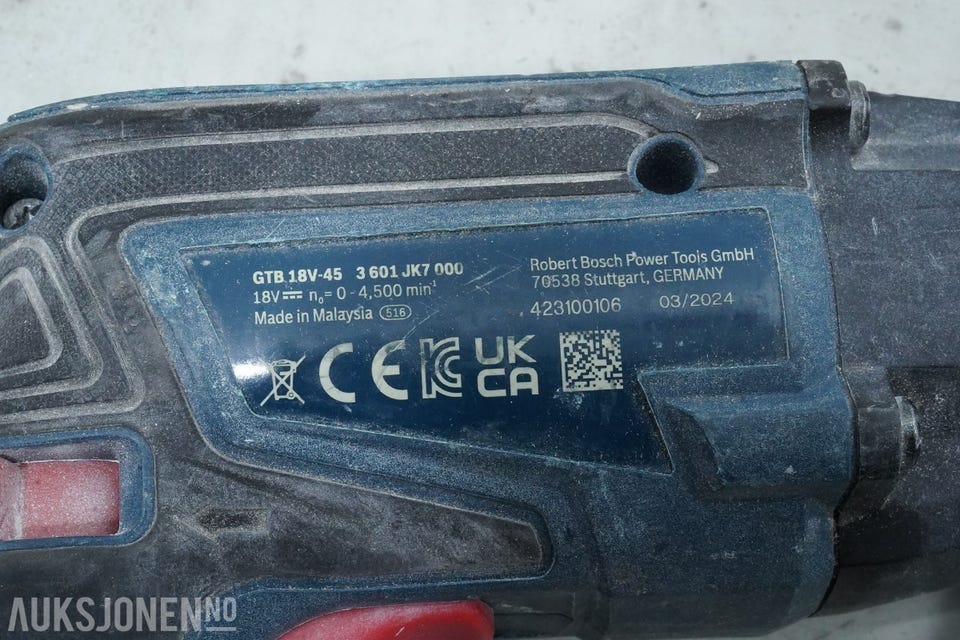 GTB 18V-45 3 601 JK7 000
18V⎓ n₀= 0 - 4,500 min⁻¹
Made in Malaysia 516
Robert Bosch Power Tools GmbH
70538 Stuttgart, GERMANY
423100106 03/2024
CE KC UK
CA
AUKSJONEN.NO